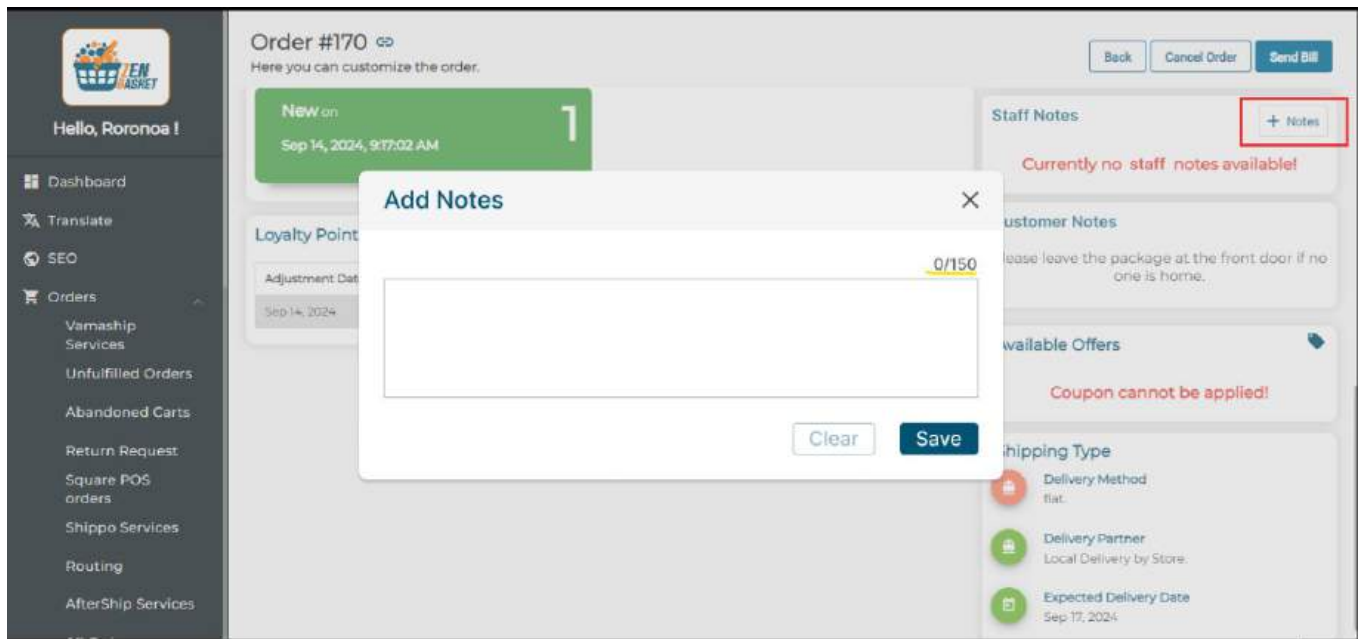 ZEN
BASKET
Hello, Roronoa !
Dashboard
Translate
SEO
Orders
Vamaship
Services
Unfulfilled Orders
Abandoned Carts
Return Request
Square POS
orders
Shippo Services
Routing
AfterShip Services
Order #170
Here you can customize the order.
Back
Cancel Order
Send Bill
New on
Sep 14, 2024, 9:17:02 AM
1
Loyalty Point
Adjustment Dat
Sep 14, 2024
Add Notes
0/150
Clear
Save
Staff Notes
+ Notes
Currently no staff notes available!
ustomer Notes
ease leave the package at the front door if no
one is home.
vailable Offers
Coupon cannot be applied!
hipping Type
Delivery Method
flat.
Delivery Partner
Local Delivery by Store.
Expected Delivery Date
Sep 17, 2024